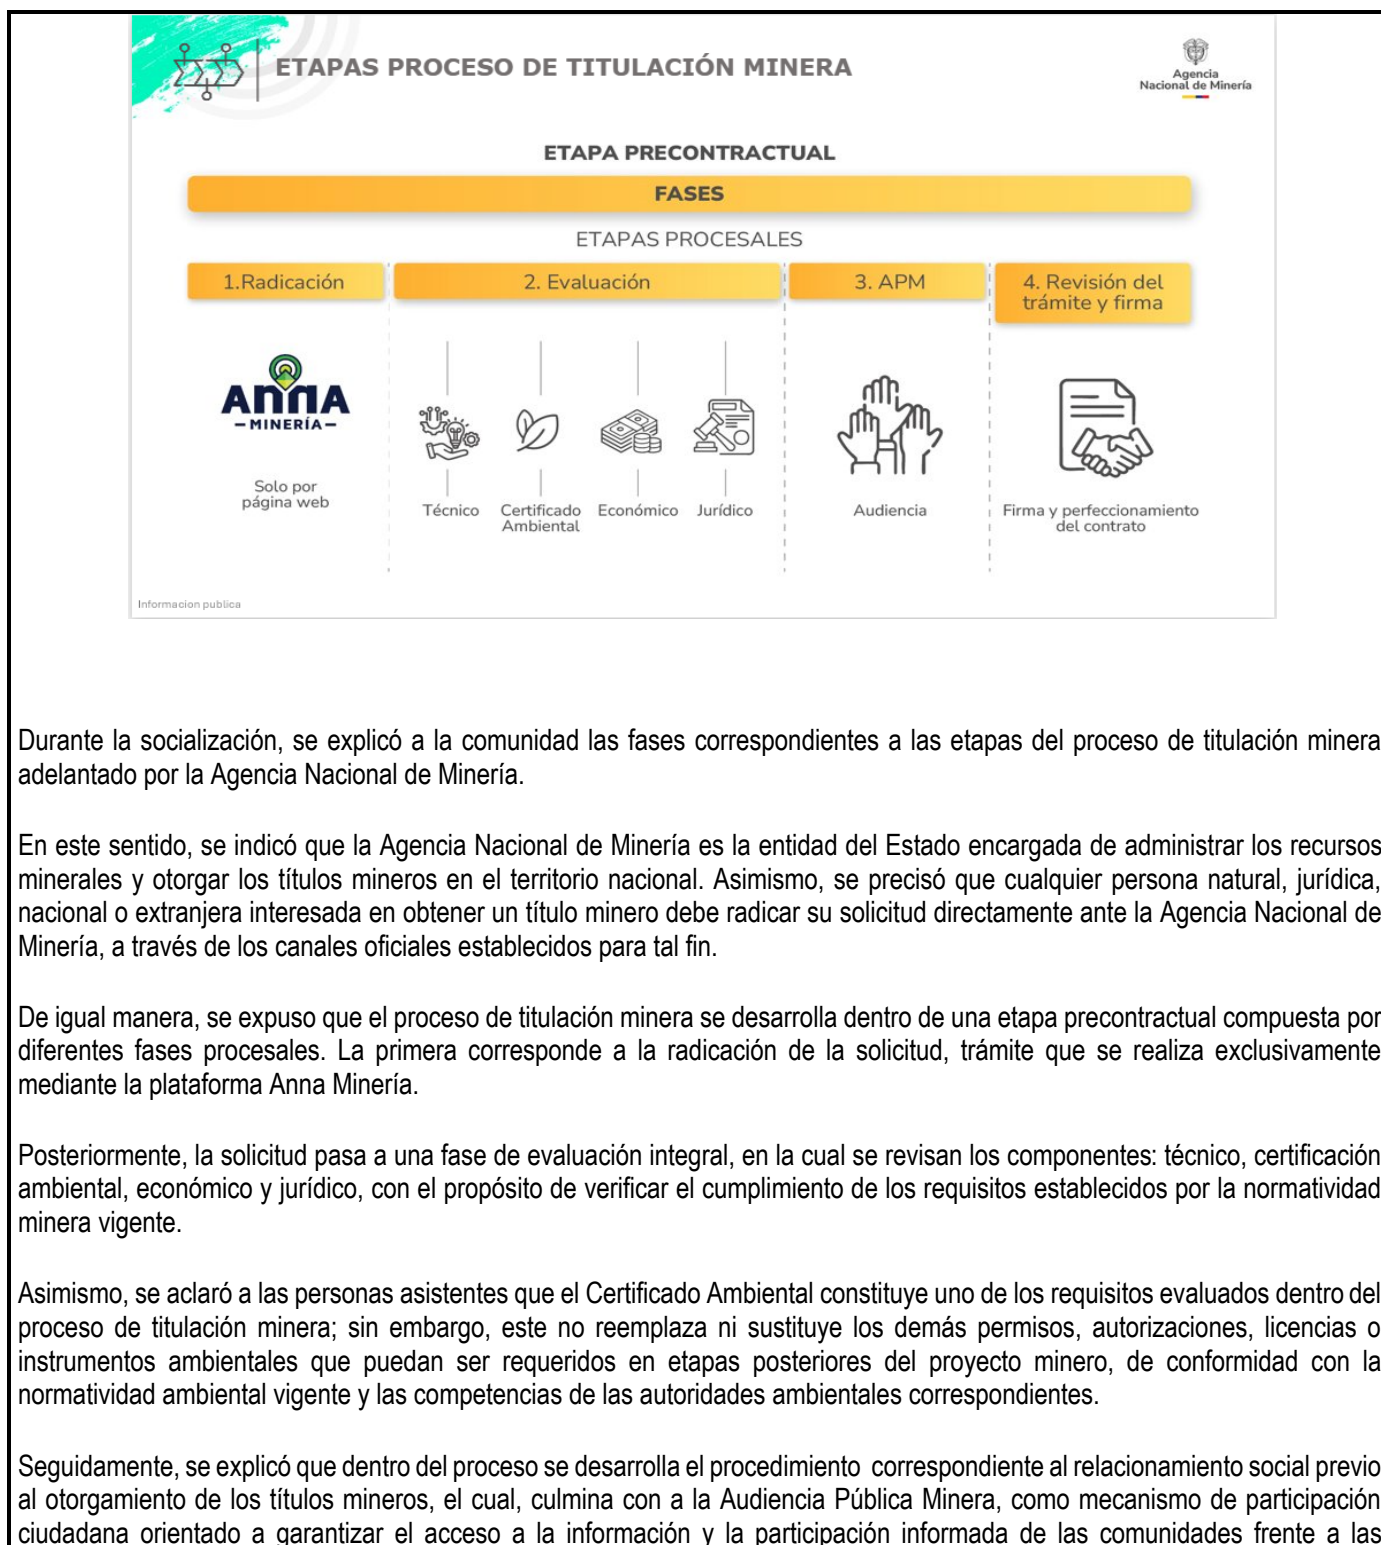 ETAPAS PROCESO DE TITULACIÓN MINERA
Agencia
Nacional de Minería
ETAPA PRECONTRACTUAL
FASES
ETAPAS PROCESALES
1.Radicación
2. Evaluación
3. APM
4. Revisión del
trámite y firma
ANNA
–MINERÍA–
Solo por
página web
Técnico
Certificado
Ambiental
Económico
Jurídico
Audiencia
Firma y perfeccionamiento
del contrato
Informacion publica
Durante la socialización, se explicó a la comunidad las fases correspondientes a las etapas del proceso de titulación minera
adelantado por la Agencia Nacional de Minería.
En este sentido, se indicó que la Agencia Nacional de Minería es la entidad del Estado encargada de administrar los recursos
minerales y otorgar los títulos mineros en el territorio nacional. Asimismo, se precisó que cualquier persona natural, jurídica,
nacional o extranjera interesada en obtener un título minero debe radicar su solicitud directamente ante la Agencia Nacional de
Minería, a través de los canales oficiales establecidos para tal fin.
De igual manera, se expuso que el proceso de titulación minera se desarrolla dentro de una etapa precontractual compuesta por
diferentes fases procesales. La primera corresponde a la radicación de la solicitud, trámite que se realiza exclusivamente
mediante la plataforma Anna Minería.
Posteriormente, la solicitud pasa a una fase de evaluación integral, en la cual se revisan los componentes: técnico, certificación
ambiental, económico y jurídico, con el propósito de verificar el cumplimiento de los requisitos establecidos por la normatividad
minera vigente.
Asimismo, se aclaró a las personas asistentes que el Certificado Ambiental constituye uno de los requisitos evaluados dentro del
proceso de titulación minera; sin embargo, este no reemplaza ni sustituye los demás permisos, autorizaciones, licencias o
instrumentos ambientales que puedan ser requeridos en etapas posteriores del proyecto minero, de conformidad con la
normatividad ambiental vigente y las competencias de las autoridades ambientales correspondientes.
Seguidamente, se explicó que dentro del proceso se desarrolla el procedimiento correspondiente al relacionamiento social previo
al otorgamiento de los títulos mineros, el cual, culmina con a la Audiencia Pública Minera, como mecanismo de participación
ciudadana orientado a garantizar el acceso a la información y la participación informada de las comunidades frente a las